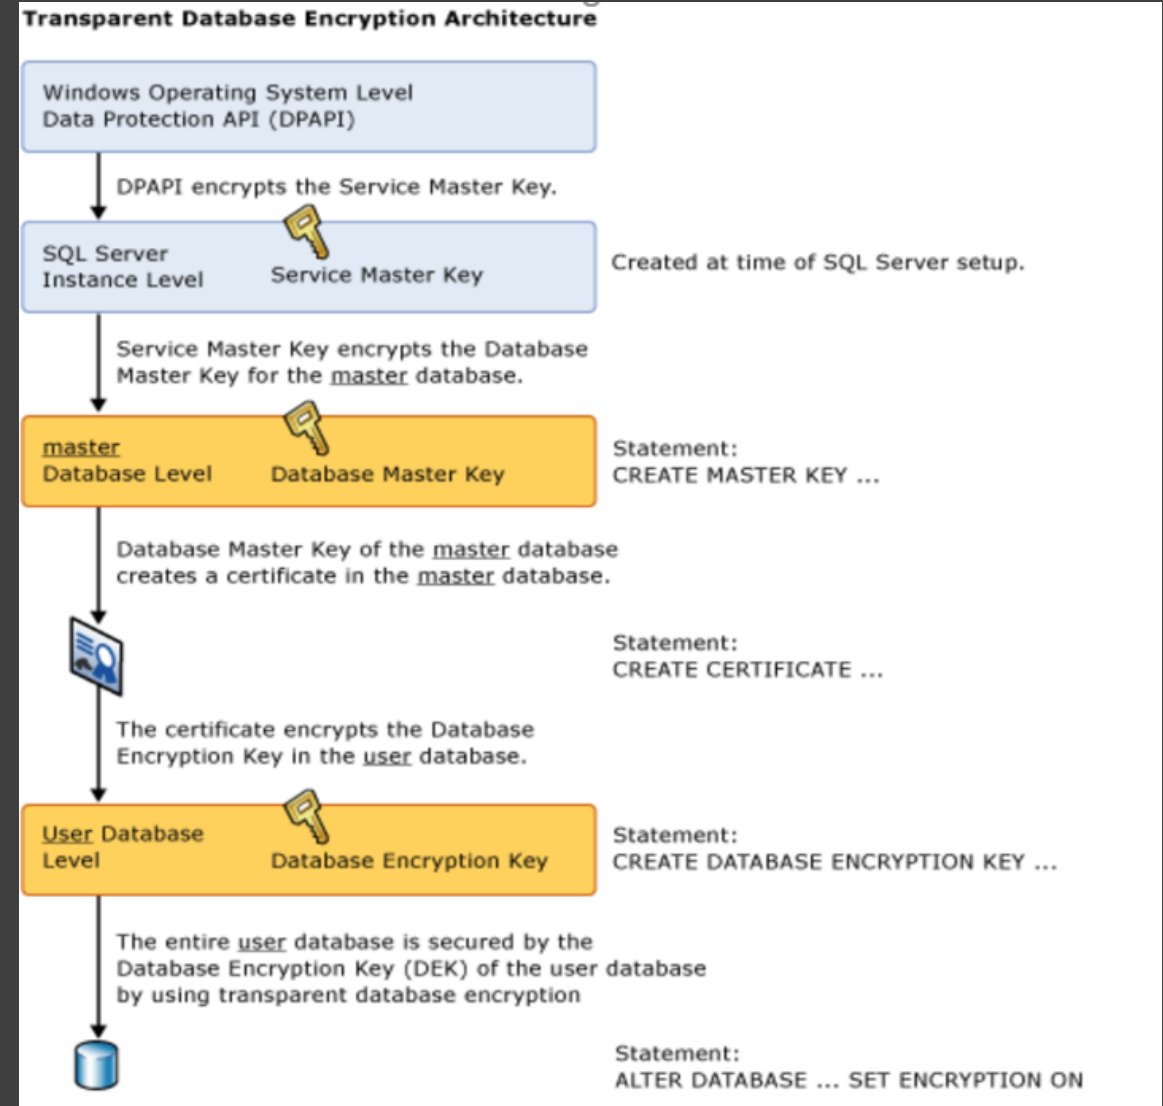 Transparent Database Encryption Architecture
Windows Operating System Level
Data Protection API (DPAPI)
DPAPI encrypts the Service Master Key.
SQL Server
Instance Level
Service Master Key
Created at time of SQL Server setup.
Service Master Key encrypts the Database
Master Key for the master database.
master
Database Level
Database Master Key
Statement:
CREATE MASTER KEY ...
Database Master Key of the master database
creates a certificate in the master database.
Statement:
CREATE CERTIFICATE ...
The certificate encrypts the Database
Encryption Key in the user database.
User Database
Level
Database Encryption Key
Statement:
CREATE DATABASE ENCRYPTION KEY ...
The entire user database is secured by the
Database Encryption Key (DEK) of the user database
by using transparent database encryption
Statement:
ALTER DATABASE ... SET ENCRYPTION ON